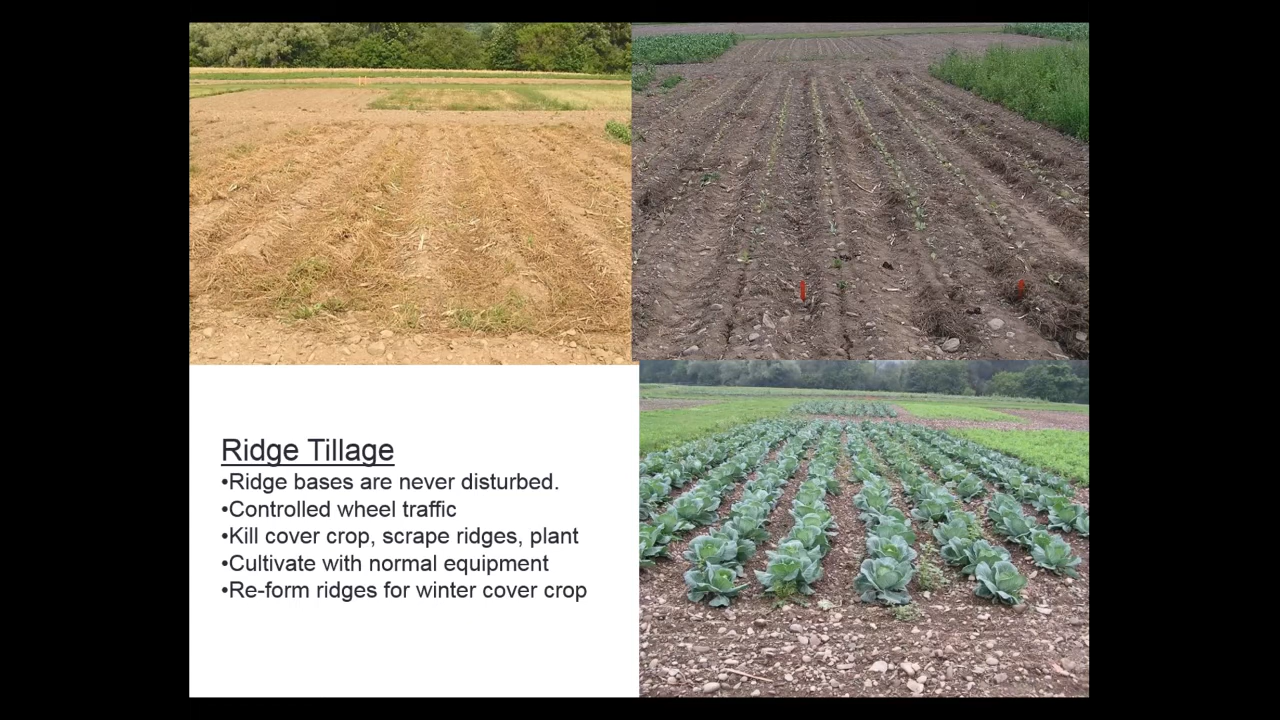 Ridge Tillage
•Ridge bases are never disturbed.
•Controlled wheel traffic
•Kill cover crop, scrape ridges, plant
•Cultivate with normal equipment
•Re-form ridges for winter cover crop